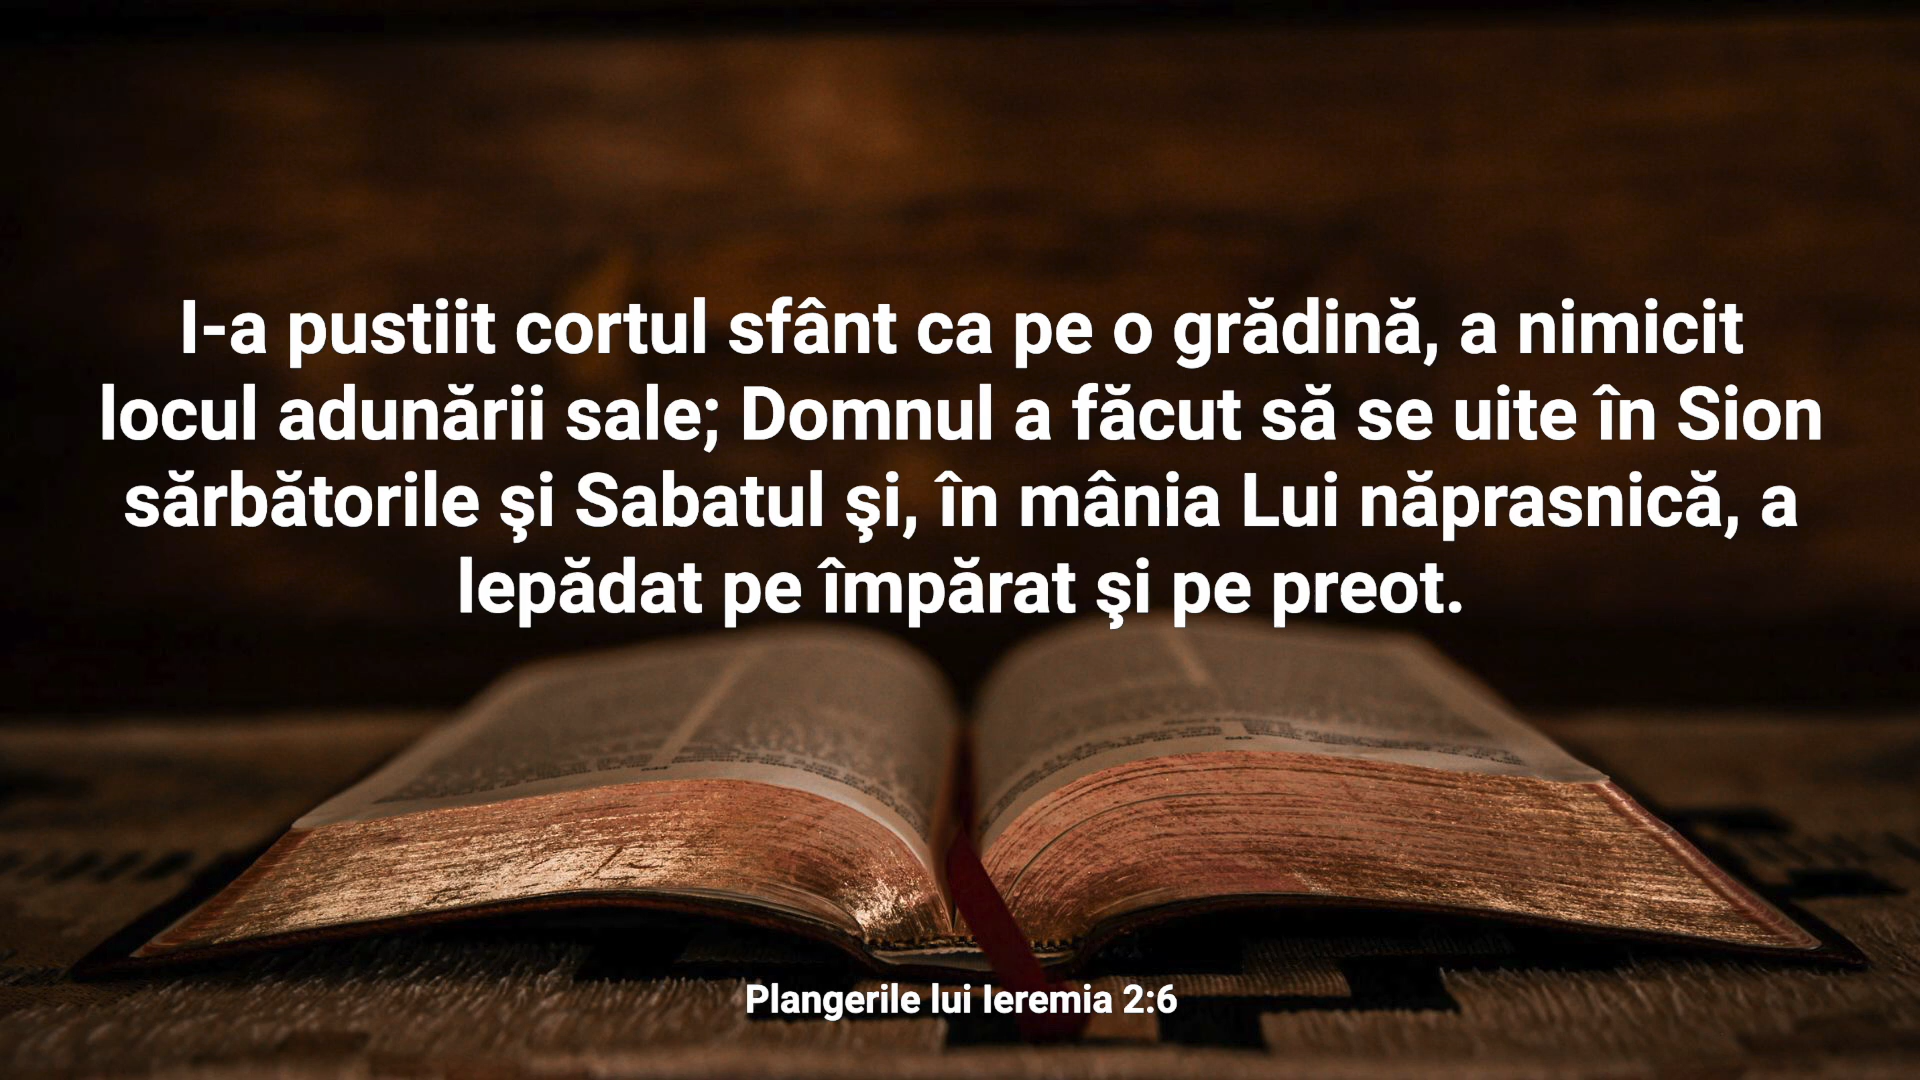 I-a pustiit cortul sfânt ca pe o grădină, a nimicit
locul adunării sale; Domnul a făcut să se uite în Sion
sărbătorile şi Sabatul şi, în mânia Lui năprasnică, a
lepădat pe împărat şi pe preot.
Plangerile lui Ieremia 2:6